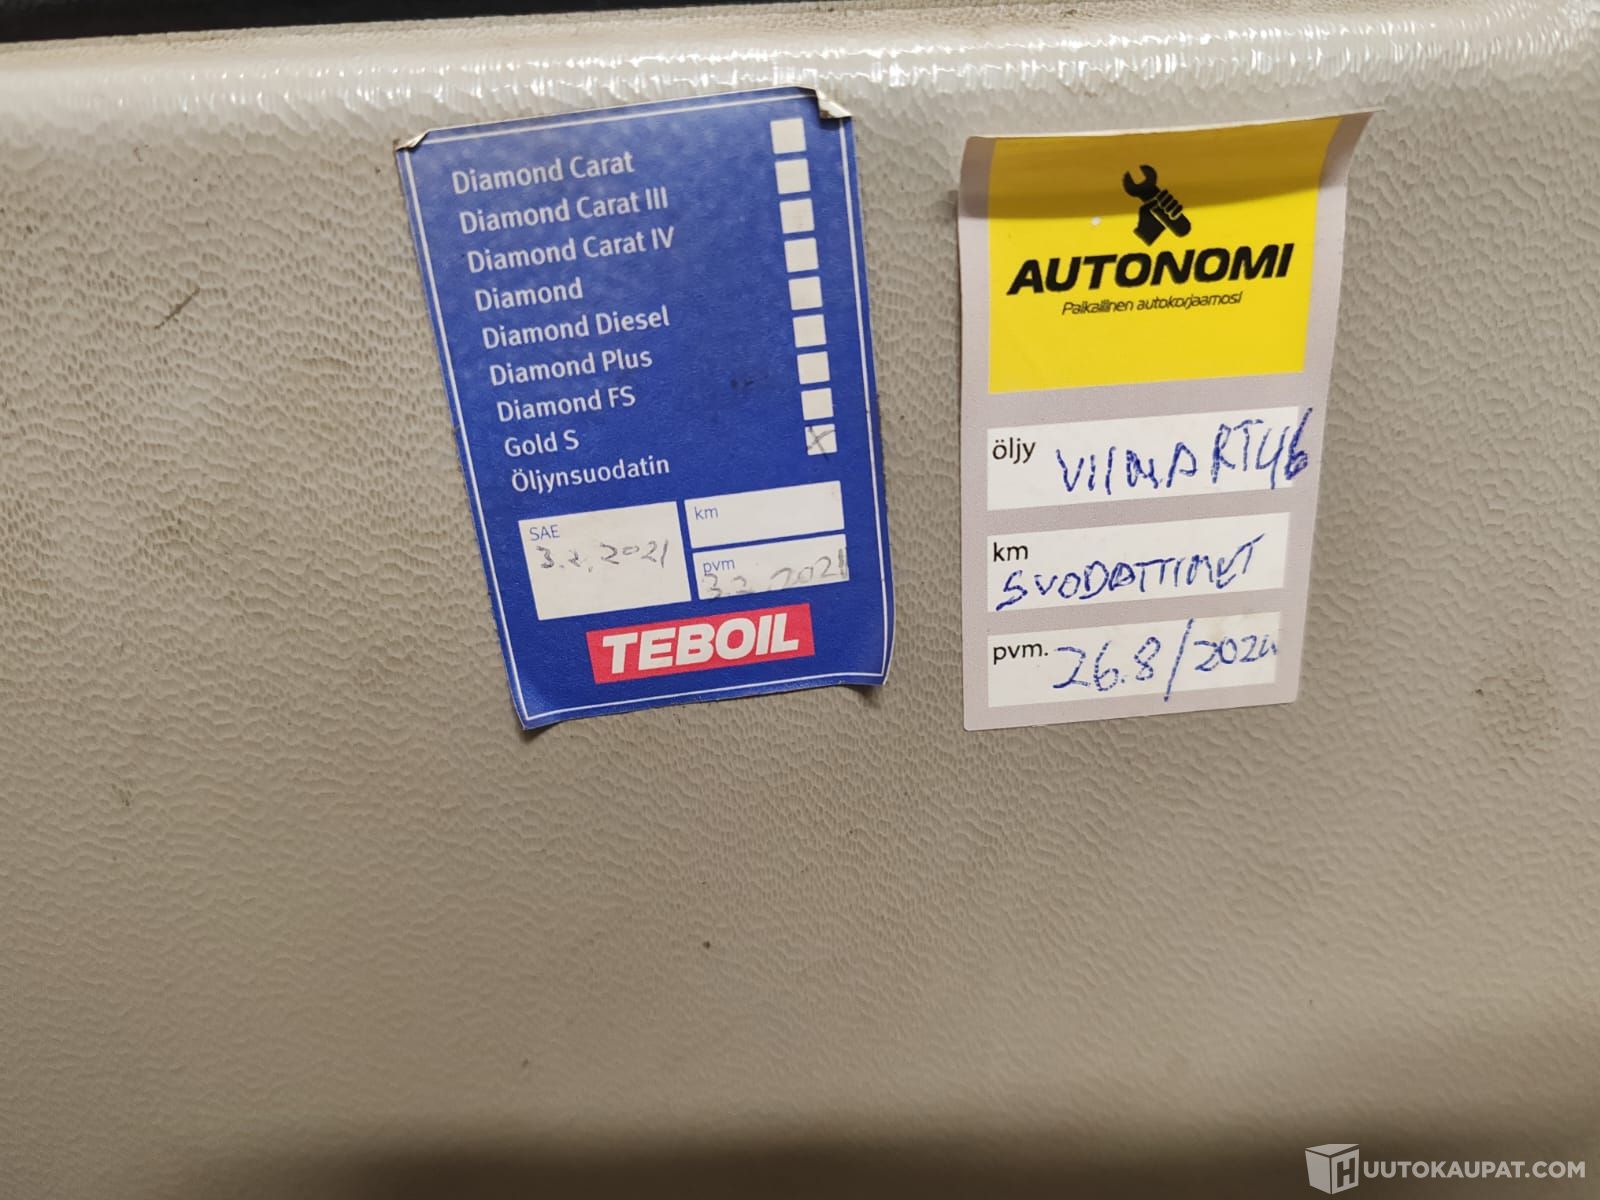 Diamond Carat
Diamond Carat III
Diamond Carat IV
Diamond
Diamond Diesel
Diamond Plus
Diamond FS
Gold S
Öljynsuodatin
SAE
3.2.2021
km
pvm
3.2.2021
TEBOIL
AUTONOMI
Paikallinen autokorjaamosi
öljy
km
SUODATTIMET
pvm. 26.8/2024
HUUTOKAUPAT.COM